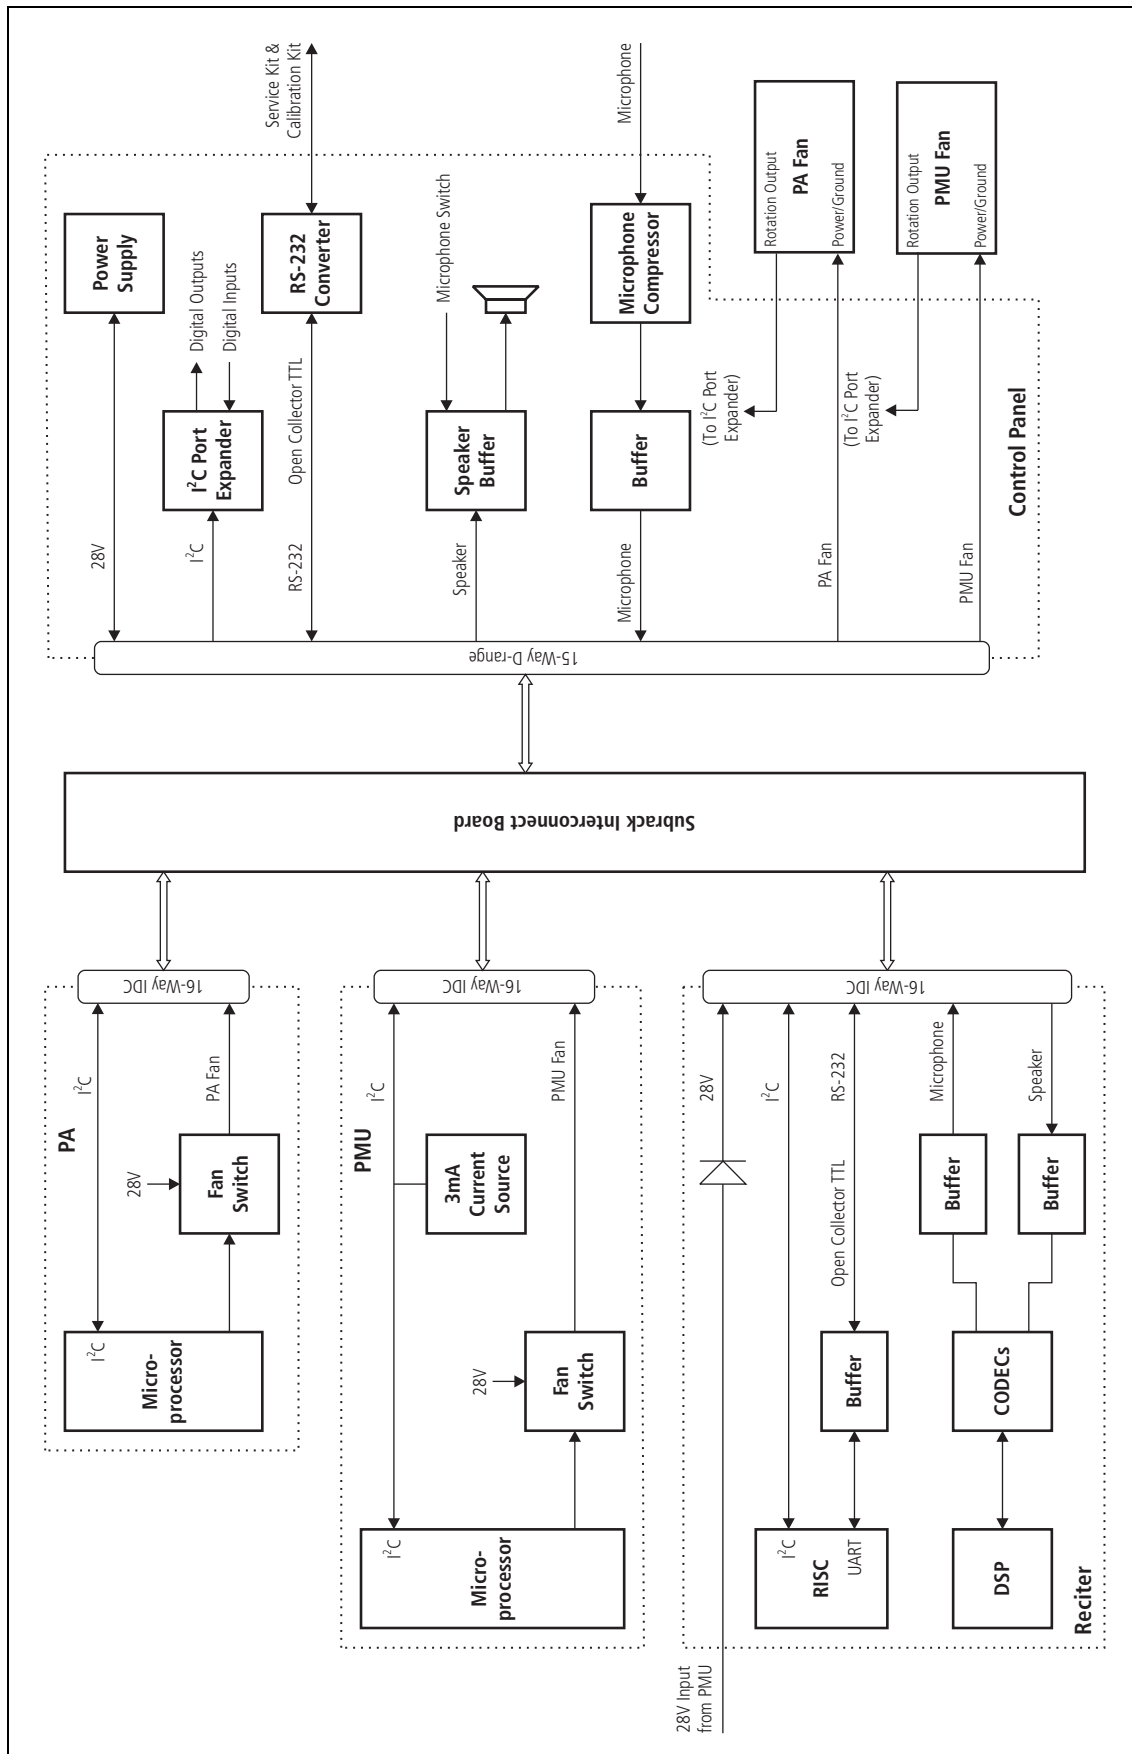 PA
Micro-
processor
I²C
I²C
28V
Fan
Switch
PA Fan
16-Way IDC
PMU
Micro-
processor
I²C
I²C
3mA
Current
Source
28V
Fan
Switch
PMU Fan
16-Way IDC
28V Input
from PMU
28V
RISC
I²C
UART
I²C
Buffer
Open Collector TTL
RS-232
DSP
CODECs
Buffer
Microphone
Buffer
Speaker
16-Way IDC
Reciter
Subrack Interconnect Board
15-Way D-range
28V
Power
Supply
I²C
I²C Port
Expander
Digital Outputs
Digital Inputs
RS-232
Open Collector TTL
RS-232
Converter
Service Kit &
Calibration Kit
Speaker
Speaker
Buffer
Microphone Switch
Microphone
Buffer
Microphone
Compressor
Microphone
(To I²C Port
Expander)
PA Fan
Rotation Output
PA Fan
Power/Ground
(To I²C Port
Expander)
PMU Fan
Rotation Output
PMU Fan
Power/Ground
Control Panel